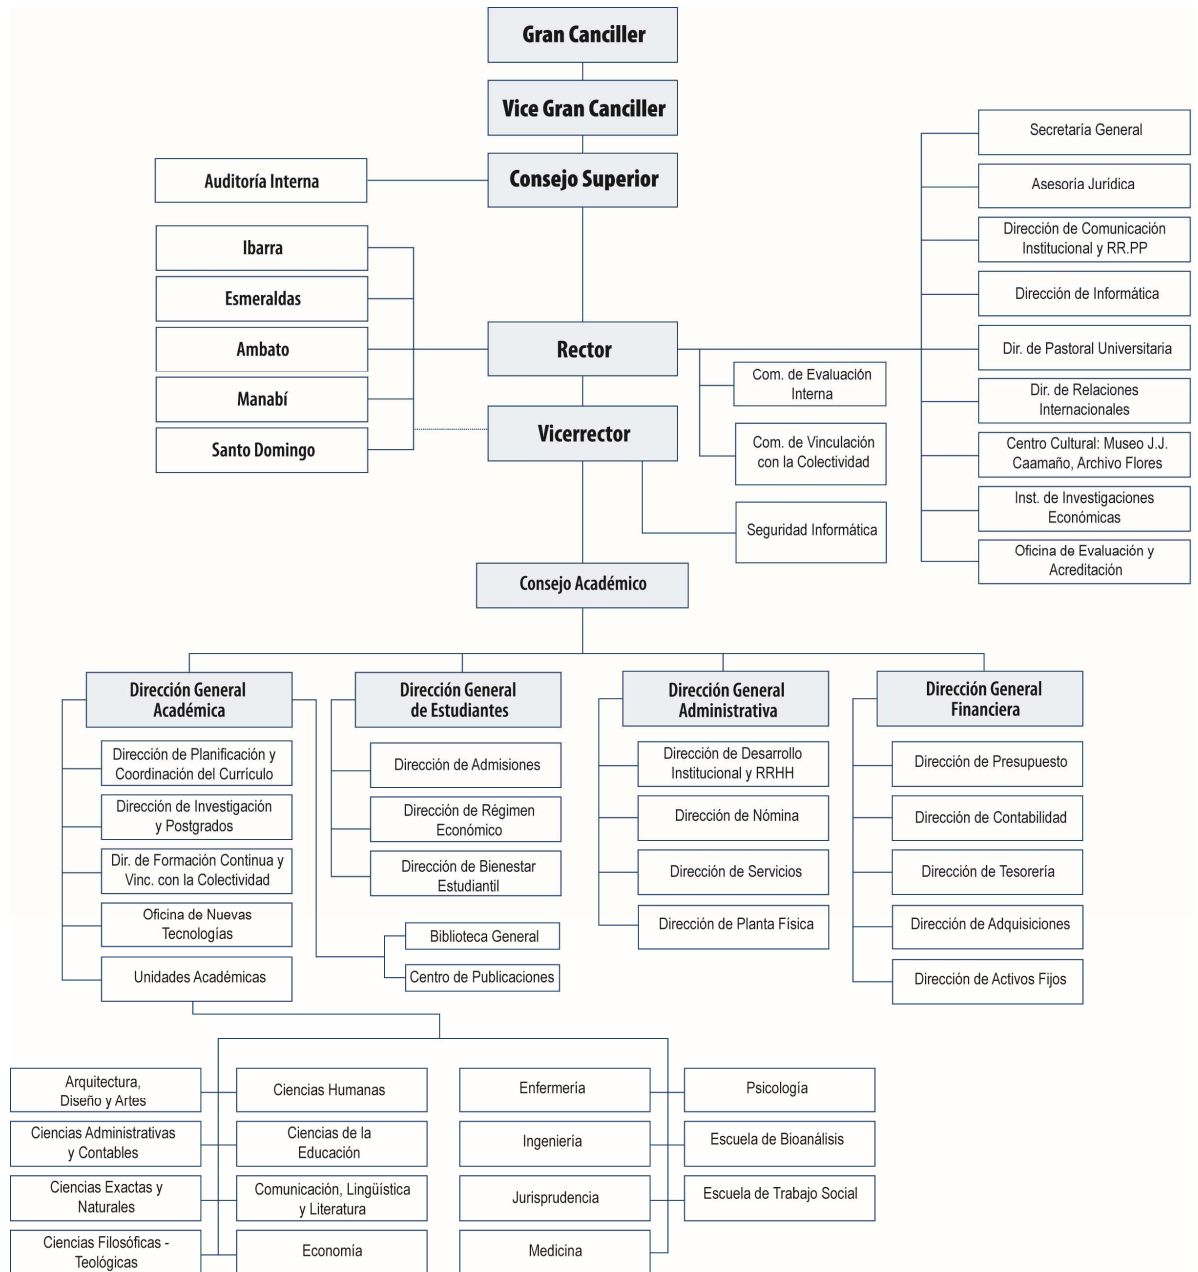 Gran Canciller
Vice Gran Canciller
Consejo Superior
Auditoría Interna
Ibarra
Esmeraldas
Ambato
Manabí
Santo Domingo
Rector
Vicerrector
Com. de Evaluación
Interna
Com. de Vinculación
con la Colectividad
Seguridad Informática
Secretaría General
Asesoría Jurídica
Dirección de Comunicación
Institucional y RR.PP
Dirección de Informática
Dir. de Pastoral Universitaria
Dir. de Relaciones
Internacionales
Centro Cultural: Museo J.J.
Caamaño, Archivo Flores
Inst. de Investigaciones
Económicas
Oficina de Evaluación y
Acreditación
Consejo Académico
Dirección General
Académica
Dirección de Planificación y
Coordinación del Currículo
Dirección de Investigación
y Postgrados
Dir. de Formación Continua y
Vinc. con la Colectividad
Oficina de Nuevas
Tecnologías
Unidades Académicas
Dirección General
de Estudiantes
Dirección de Admisiones
Dirección de Régimen
Económico
Dirección de Bienestar
Estudiantil
Biblioteca General
Centro de Publicaciones
Dirección General
Administrativa
Dirección de Desarrollo
Institucional y RRHH
Dirección de Nómina
Dirección de Servicios
Dirección de Planta Física
Dirección General
Financiera
Dirección de Presupuesto
Dirección de Contabilidad
Dirección de Tesorería
Dirección de Adquisiciones
Dirección de Activos Fijos
Arquitectura,
Diseño y Artes
Ciencias Administrativas
y Contables
Ciencias Exactas y
Naturales
Ciencias Filosóficas -
Teológicas
Ciencias Humanas
Ciencias de la
Educación
Comunicación, Lingüística
y Literatura
Economía
Enfermería
Ingeniería
Jurisprudencia
Medicina
Psicología
Escuela de Bioanálisis
Escuela de Trabajo Social